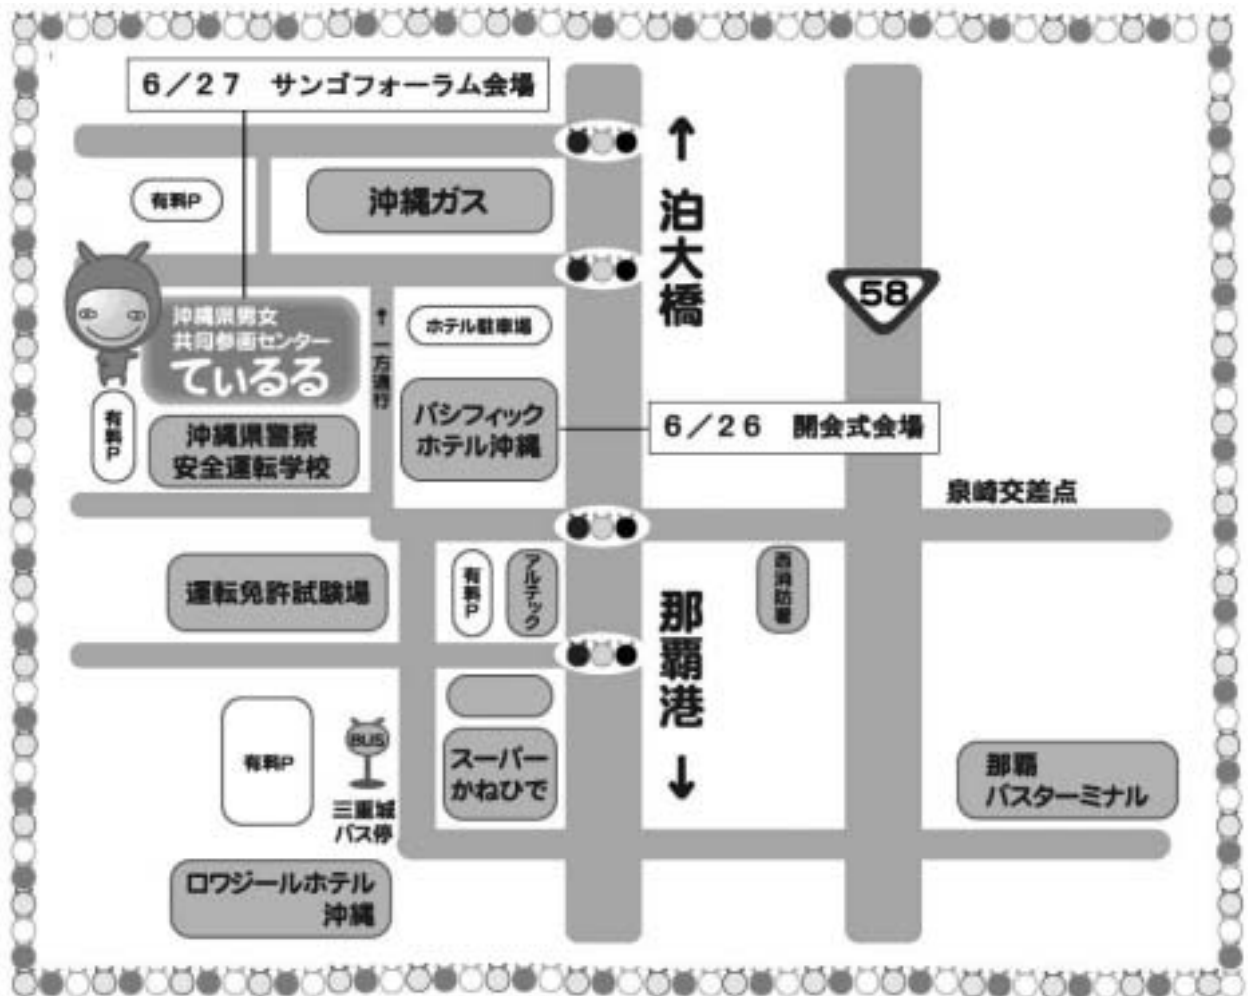 6/27 サンゴフォーラム会場
有料P
沖縄ガス
↑
泊大橋
58
沖縄県男女
共同参画センター
てぃるる
↑一方通行
ホテル駐車場
有料P
沖縄県警察
安全運転学校
パシフィック
ホテル沖縄
6/26 開会式会場
泉崎交差点
運転免許試験場
有料P
アルテック
西消防署
那覇港
↓
有料P
BUS
三重城
バス停
スーパー
かねひで
那覇
バスターミナル
ロワジールホテル
沖縄